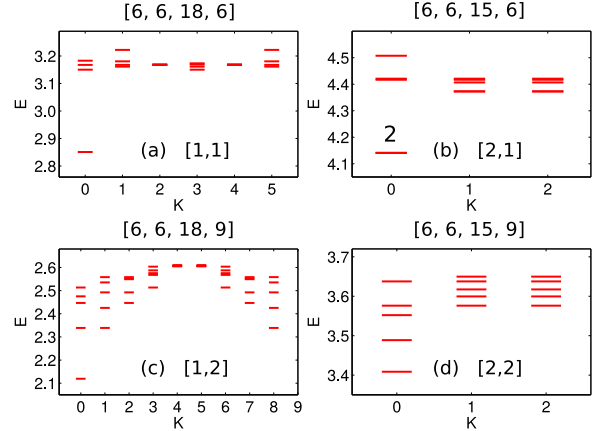 [6, 6, 18, 6]
E
3.2
3.1
3.0
2.9
2.8
(a) [1,1]
0 1 2 3 4 5
K
[6, 6, 15, 6]
E
4.5
4.4
4.3
4.2
4.1
2
(b) [2,1]
0 1 2
K
[6, 6, 18, 9]
E
2.6
2.5
2.4
2.3
2.2
2.1
(c) [1,2]
0 1 2 3 4 5 6 7 8 9
K
[6, 6, 15, 9]
E
3.7
3.6
3.5
3.4
(d) [2,2]
0 1 2
K